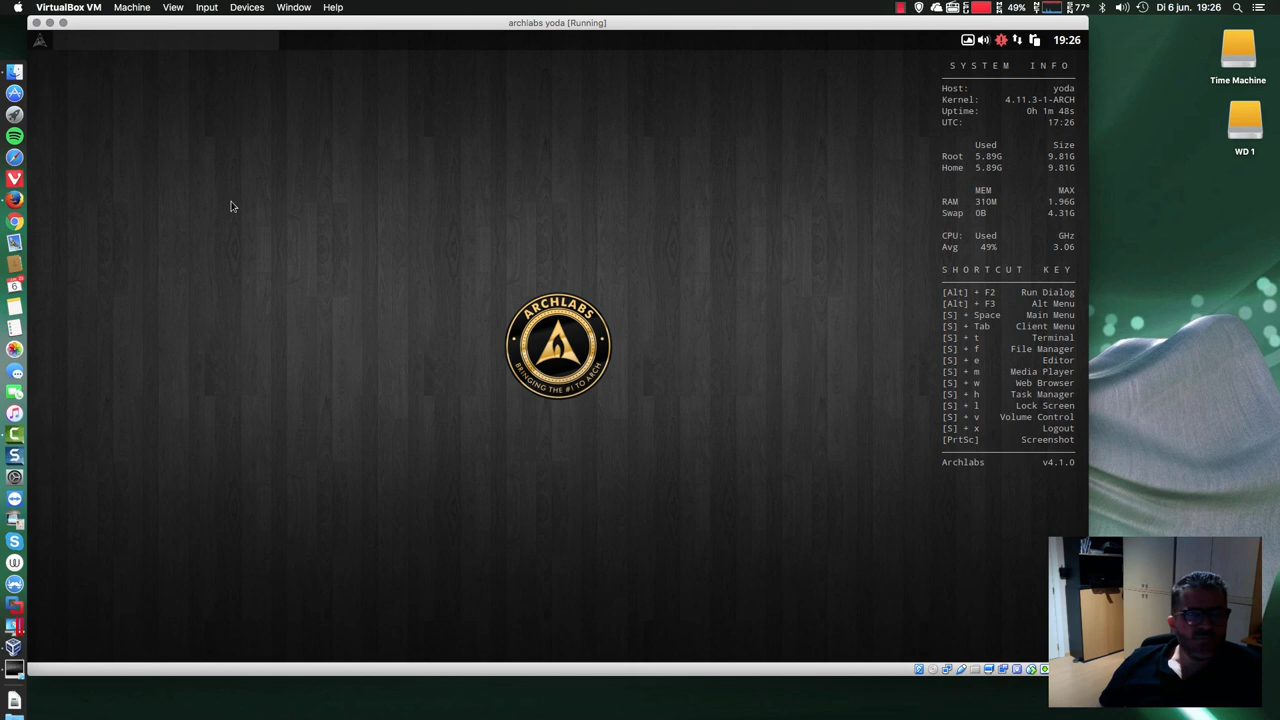 VirtualBox VM Machine View Input Devices Window Help
49% 77° Di 6 jun. 19:26
archlabs yoda [Running]
19:26
Time Machine
WD 1
SYSTEM INFO
Host: yoda
Kernel: 4.11.3-1-ARCH
Uptime: 0h 1m 48s
UTC: 17:26
Used Size
Root 5.89G 9.81G
Home 5.89G 9.81G
MEM MAX
RAM 310M 1.96G
Swap 0B 4.31G
CPU: Used GHz
Avg 49% 3.06
SHORTCUT KEY
[Alt] + F2 Run Dialog
[Alt] + F3 Alt Menu
[S] + Space Main Menu
[S] + Tab Client Menu
[S] + t Terminal
[S] + f File Manager
[S] + e Editor
[S] + m Media Player
[S] + w Web Browser
[S] + h Task Manager
[S] + l Lock Screen
[S] + v Volume Control
[S] + x Logout
[PrtSc] Screenshot
Archlabs v4.1.0
ARCHLABS
BRINGING THE #1 TO ARCH